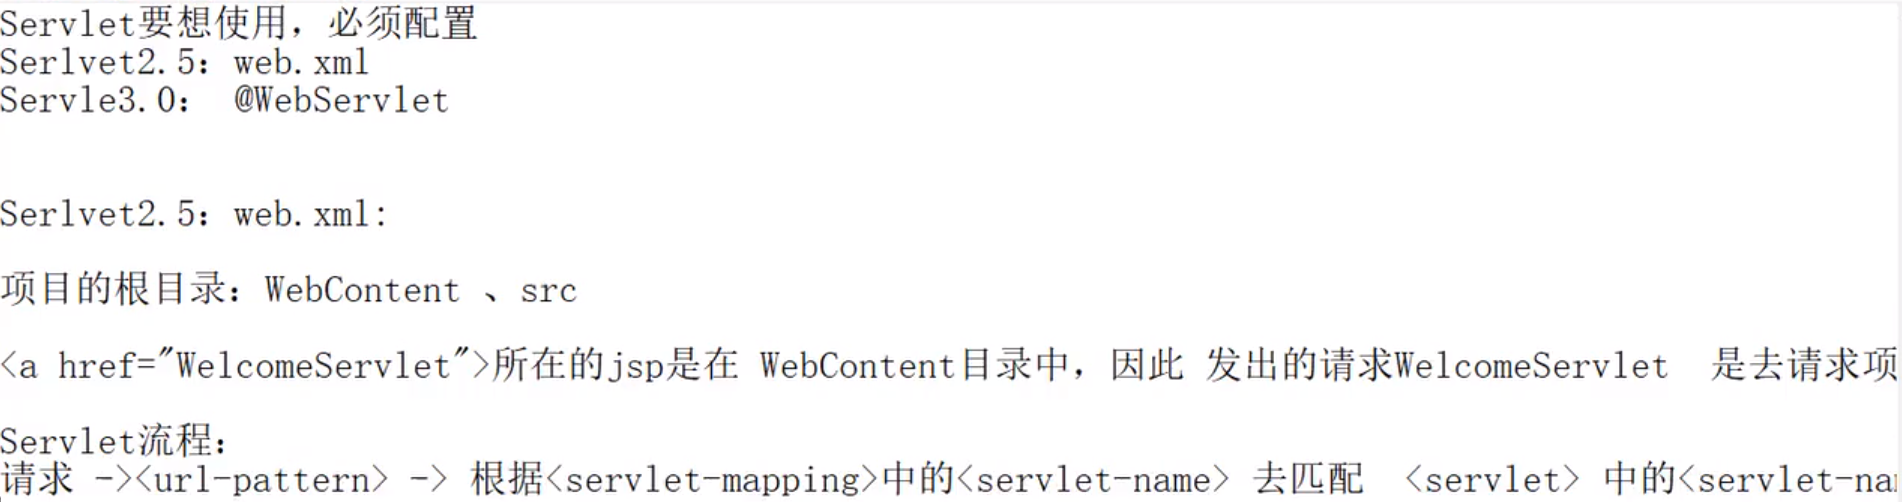 Servlet要想使用，必须配置
Serlvet2.5：web.xml
Servle3.0： @WebServlet
Serlvet2.5：web.xml:
项目的根目录：WebContent 、src
<a href="WelcomeServlet">所在的jsp是在 WebContent目录中，因此 发出的请求WelcomeServlet  是去请求项
Servlet流程：
请求 -><url-pattern> -> 根据<servlet-mapping>中的<servlet-name> 去匹配  <servlet> 中的<servlet-na